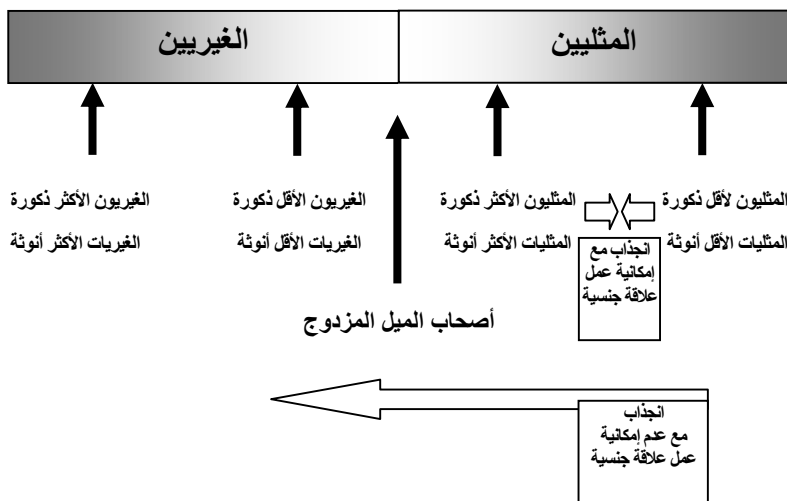 المثليين
الغيريين
المثليون لأقل ذكورة
المثليات الأقل أنوثة
المثليون الأكثر ذكورة
المثليات الأكثر أنوثة
الغيريون الأقل ذكورة
الغيريات الأقل أنوثة
الغيريون الأكثر ذكورة
الغيريات الأكثر أنوثة
انجذاب مع
إمكانية عمل
علاقة جنسية
أصحاب الميل المزدوج
انجذاب
مع عدم إمكانية
عمل علاقة جنسية